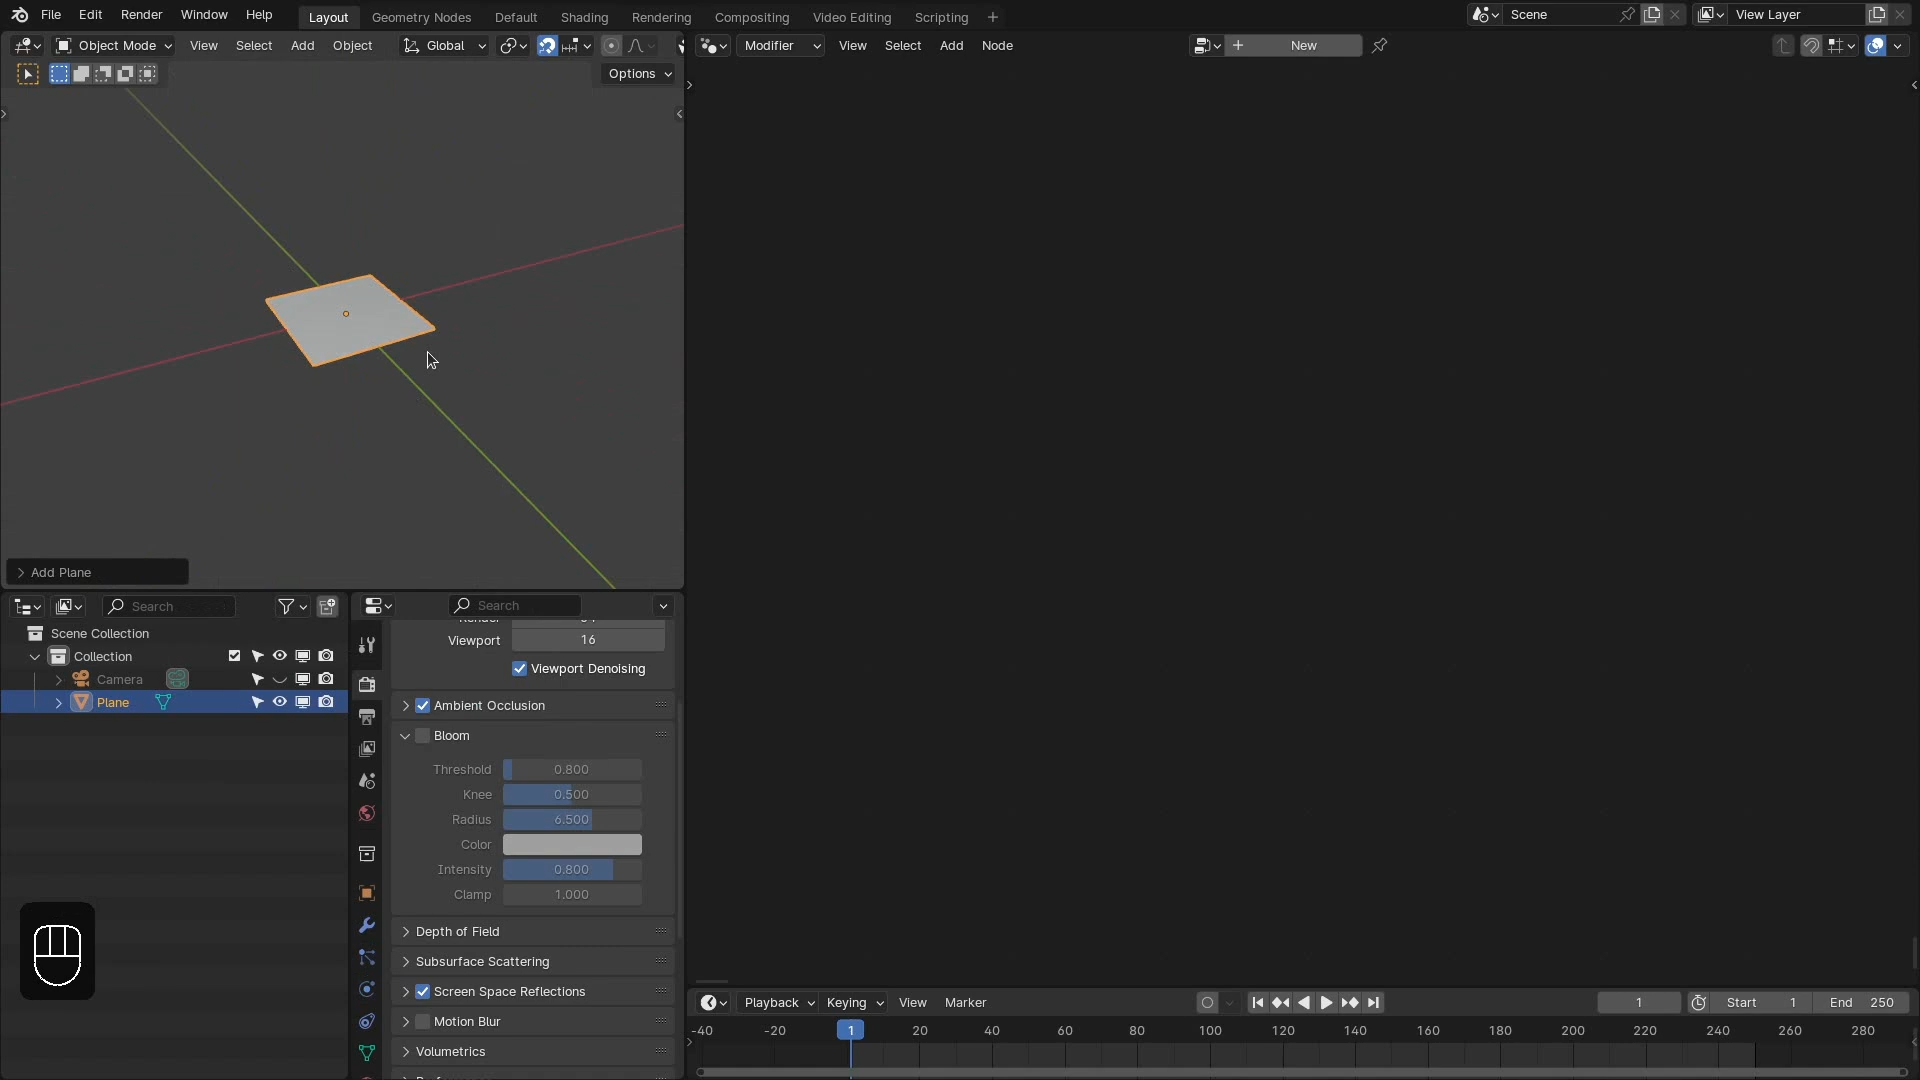 File Edit Render Window Help Layout Geometry Nodes Default Shading Rendering Compositing Video Editing Scripting Scene View Layer
Object Mode View Select Add Object Global
Options
Add Plane
Modifier View Select Add Node New
Search
Scene Collection
Collection
Camera
Plane
Search
Viewport 16
Viewport Denoising
Ambient Occlusion
Bloom
Threshold 0.800
Knee 0.500
Radius 6.500
Color
Intensity 0.800
Clamp 1.000
Depth of Field
Subsurface Scattering
Screen Space Reflections
Motion Blur
Volumetrics
Playback Keying View Marker 1 Start 1 End 250
-40 -20 1 20 40 60 80 100 120 140 160 180 200 220 240 260 280